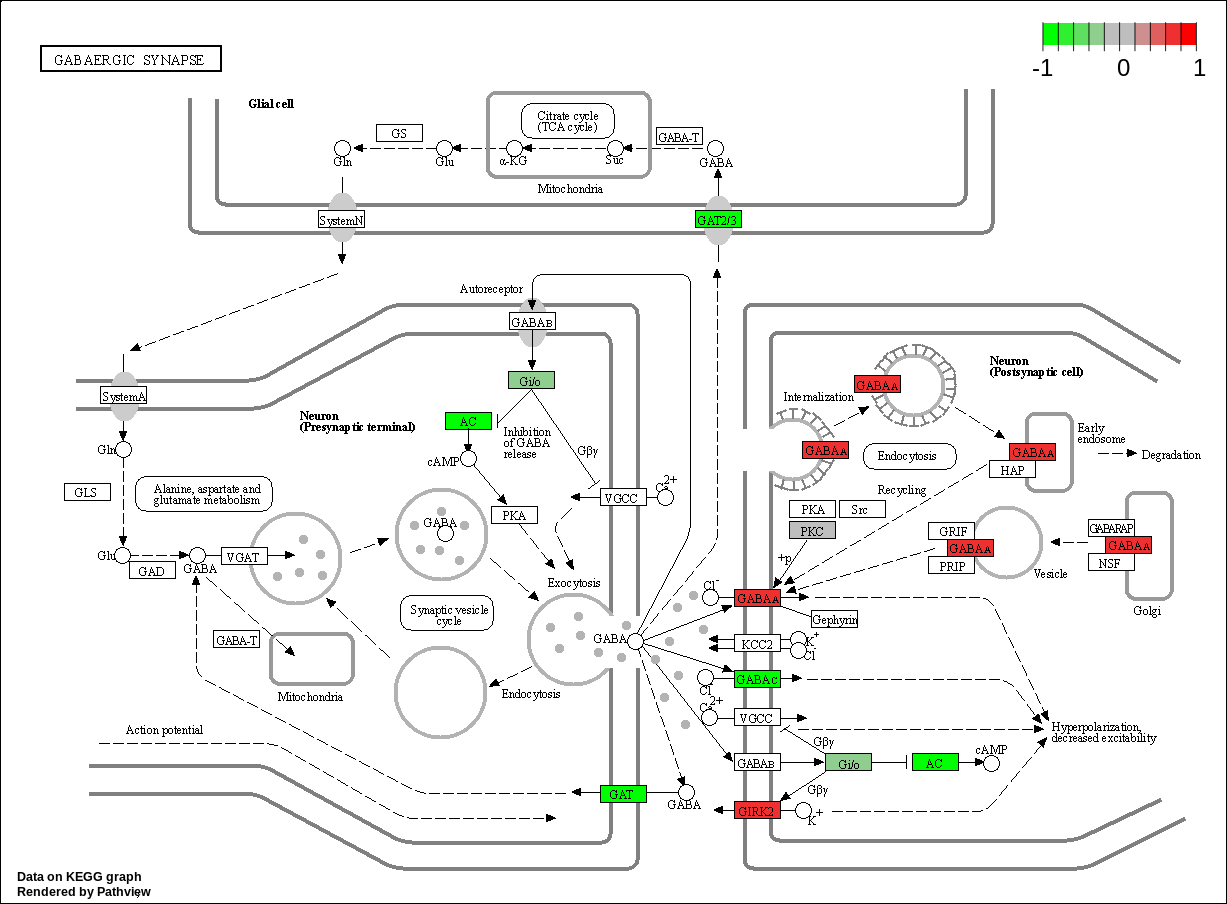 GABAERGIC SYNAPSE
-1 0 1
Glial cell
Citrate cycle
(TCA cycle)
GS
GABA-T
Gln
Glu
α-KG
Suc
GABA
Mitochondria
SystemN
GAT2/3
Autoreceptor
GABAB
Gi/o
SystemA
Neuron
(Presynaptic terminal)
AC
Inhibition
of GABA
release
Gβγ
cAMP
Gln
GLS
Alanine, aspartate and
glutamate metabolism
PKA
VGCC
Ca2+
GABA
Glu
GAD
GABA
VGAT
Exocytosis
Synaptic vesicle
cycle
GABA-T
Mitochondria
GABA
Endocytosis
Action potential
GAT
GABA
Neuron
(Postsynaptic cell)
GABAA
Internalization
GABAA
Endocytosis
GABAA
HAP
Early
endosome
Degradation
Recycling
PKA
Src
PKC
+p
GRIF
GABAA
PRIP
Vesicle
GABARAP
GABAA
NSF
Golgi
Cl-
GABAA
Gephyrin
KCC2
K+
Cl-
GABAC
Cl-
Ca2+
VGCC
Gβγ
Hyperpolarization,
decreased excitability
GABAB
Gi/o
AC
cAMP
Gβγ
GIRK2
K+
Data on KEGG graph
Rendered by Pathview